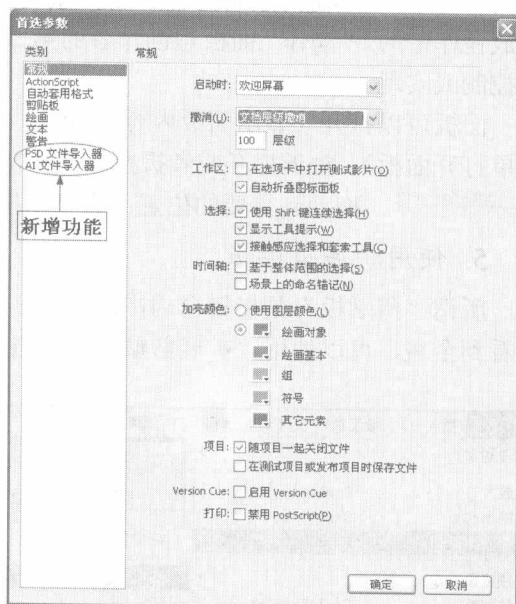 首选参数
类别
常规
ActionScript
自动套用格式
剪贴板
绘画
文本
警告
PSD 文件导入器
AI 文件导入器
新增功能
常规
启动时: 欢迎屏幕
撤消(U): 文档层级撤消
100 层级
工作区: 在选项卡中打开测试影片(O)
自动折叠图标面板
选择: 使用 Shift 键连续选择(H)
显示工具提示(W)
接触感应选择和套索工具(C)
时间轴: 基于整体范围的选择(S)
场景上的命名锚记(N)
加亮颜色: 使用图层颜色(L)
绘画对象
绘画基本
组
符号
其它元素
项目: 随项目一起关闭文件
在测试项目或发布项目时保存文件
Version Cue: 启用 Version Cue
打印: 禁用 PostScript(P)
确定 取消